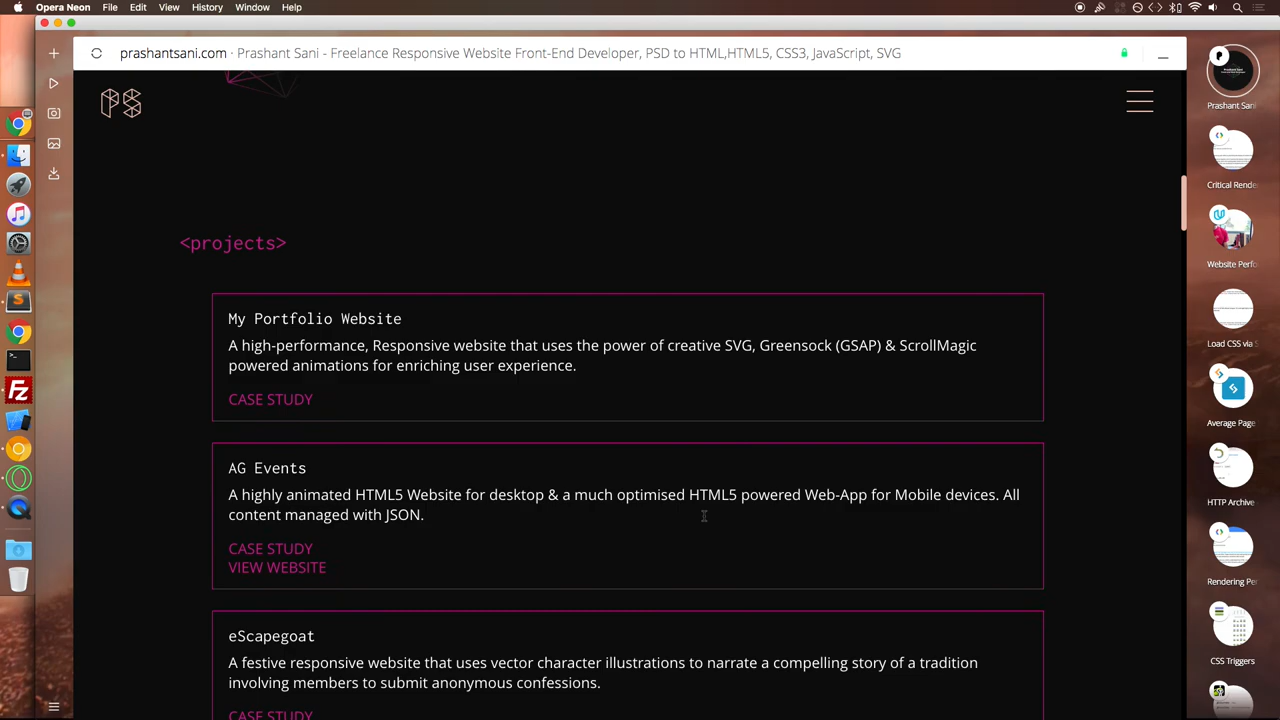 Opera Neon File Edit View History Window Help
prashantsani.com · Prashant Sani - Freelance Responsive Website Front-End Developer, PSD to HTML,HTML5, CSS3, JavaScript, SVG
PS
<projects>
My Portfolio Website
A high-performance, Responsive website that uses the power of creative SVG, Greensock (GSAP) & ScrollMagic
powered animations for enriching user experience.
CASE STUDY
AG Events
A highly animated HTML5 Website for desktop & a much optimised HTML5 powered Web-App for Mobile devices. All
content managed with JSON.
CASE STUDY
VIEW WEBSITE
eScapegoat
A festive responsive website that uses vector character illustrations to narrate a compelling story of a tradition
involving members to submit anonymous confessions.
CASE STUDY
Prashant Sani
Critical Rende
Website Perfo
Load CSS via S
Average Page
HTTP Archive
Rendering Per
CSS Triggers